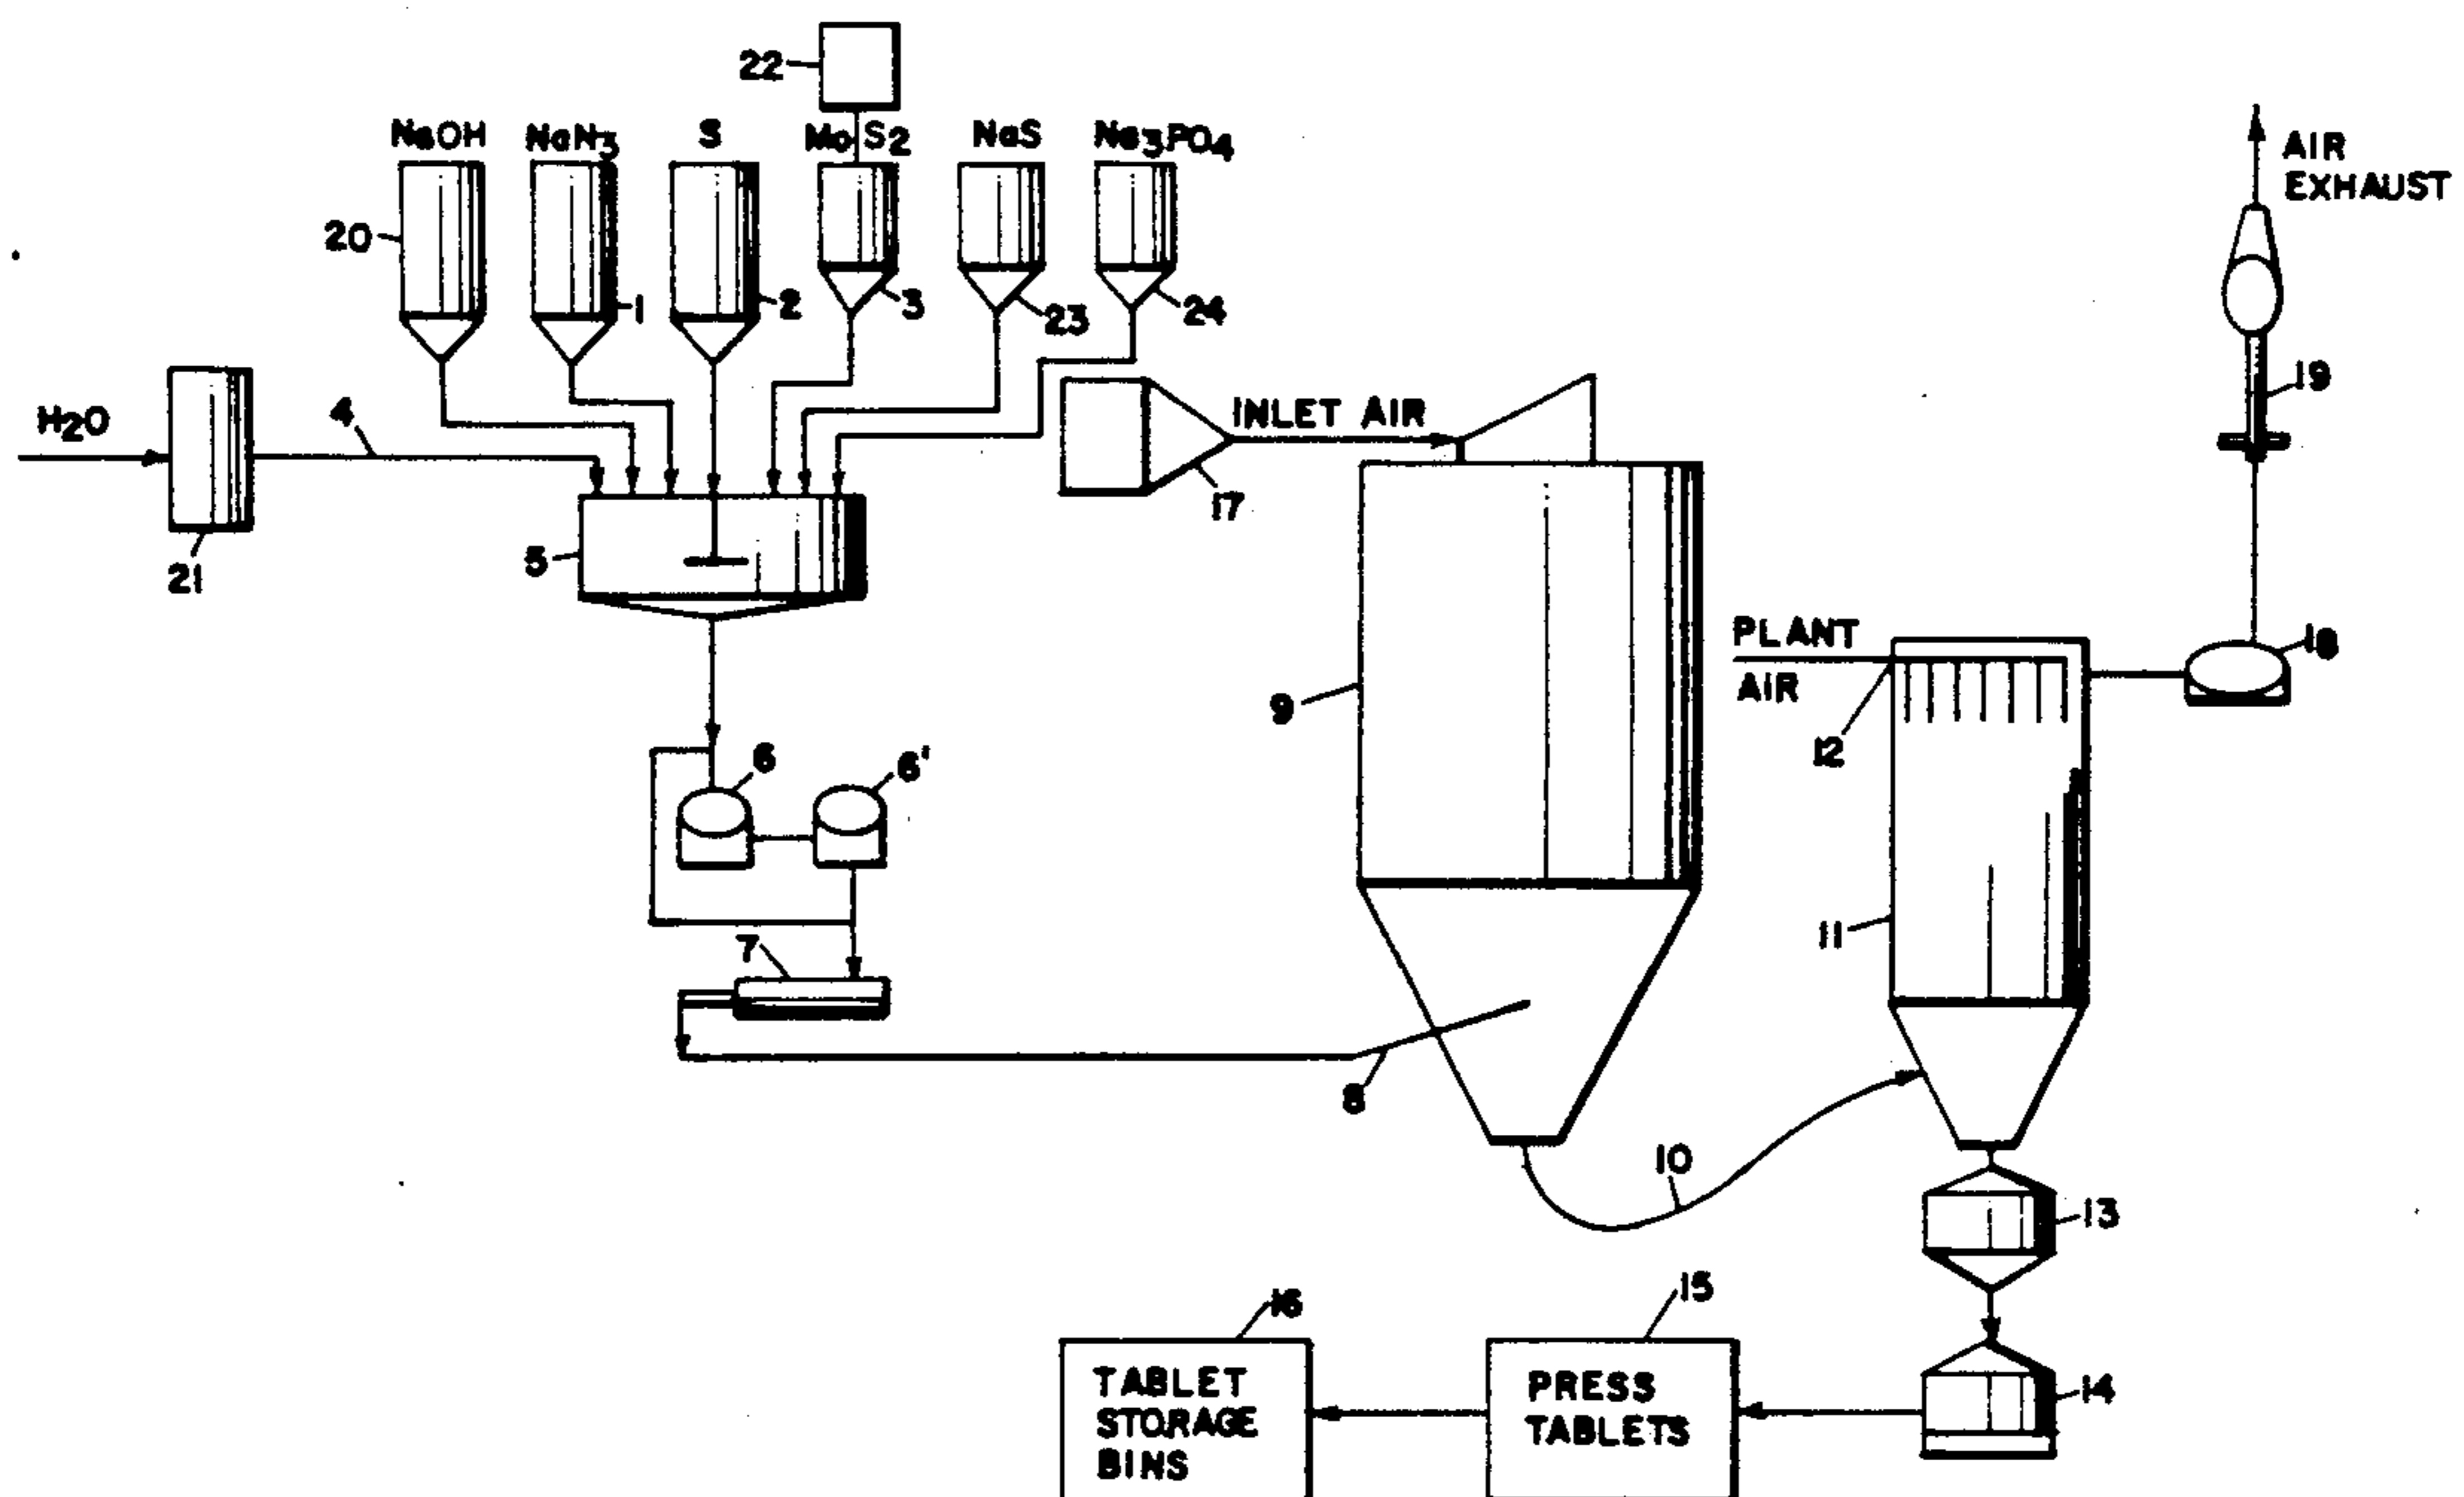 22
NaOH
NaN3
S
MoS2
NaS
Na3PO4
AIR
EXHAUST
20
1
2
3
23
24
19
H2O
4
INLET AIR
17
5
21
PLANT
AIR
18
9
12
6
6'
11
7
8
10
13
16
15
14
TABLET
STORAGE
BINS
PRESS
TABLETS